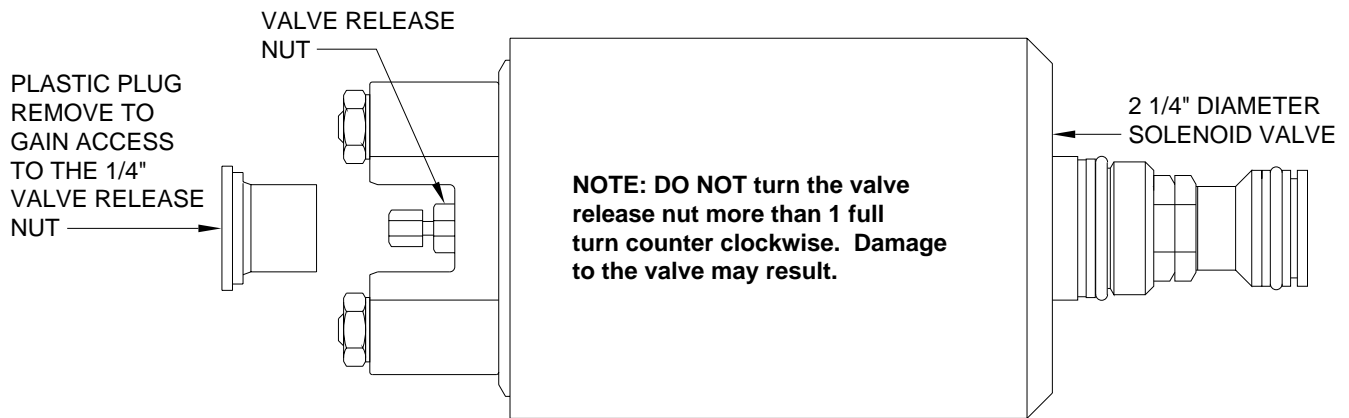 VALVE RELEASE
NUT
PLASTIC PLUG
REMOVE TO
GAIN ACCESS
TO THE 1/4"
VALVE RELEASE
NUT
2 1/4" DIAMETER
SOLENOID VALVE
NOTE: DO NOT turn the valve
release nut more than 1 full
turn counter clockwise. Damage
to the valve may result.